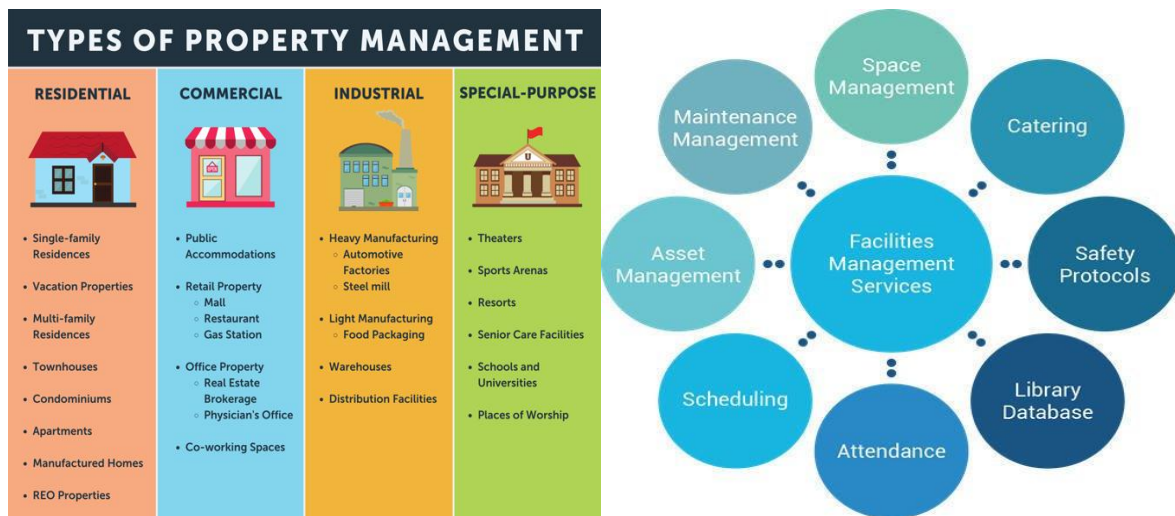 TYPES OF PROPERTY MANAGEMENT
RESIDENTIAL
• Single-family
Residences
• Vacation Properties
• Multi-family
Residences
• Townhouses
• Condominiums
• Apartments
• Manufactured Homes
• REO Properties
COMMERCIAL
• Public
Accommodations
• Retail Property
○ Mall
○ Restaurant
○ Gas Station
• Office Property
○ Real Estate
Brokerage
○ Physician's Office
• Co-working Spaces
INDUSTRIAL
• Heavy Manufacturing
○ Automotive
Factories
○ Steel mill
• Light Manufacturing
○ Food Packaging
• Warehouses
• Distribution Facilities
SPECIAL-PURPOSE
U
• Theaters
• Sports Arenas
• Resorts
• Senior Care Facilities
• Schools and
Universities
• Places of Worship
Facilities
Management
Services
Space
Management
Catering
Safety
Protocols
Library
Database
Attendance
Scheduling
Asset
Management
Maintenance
Management